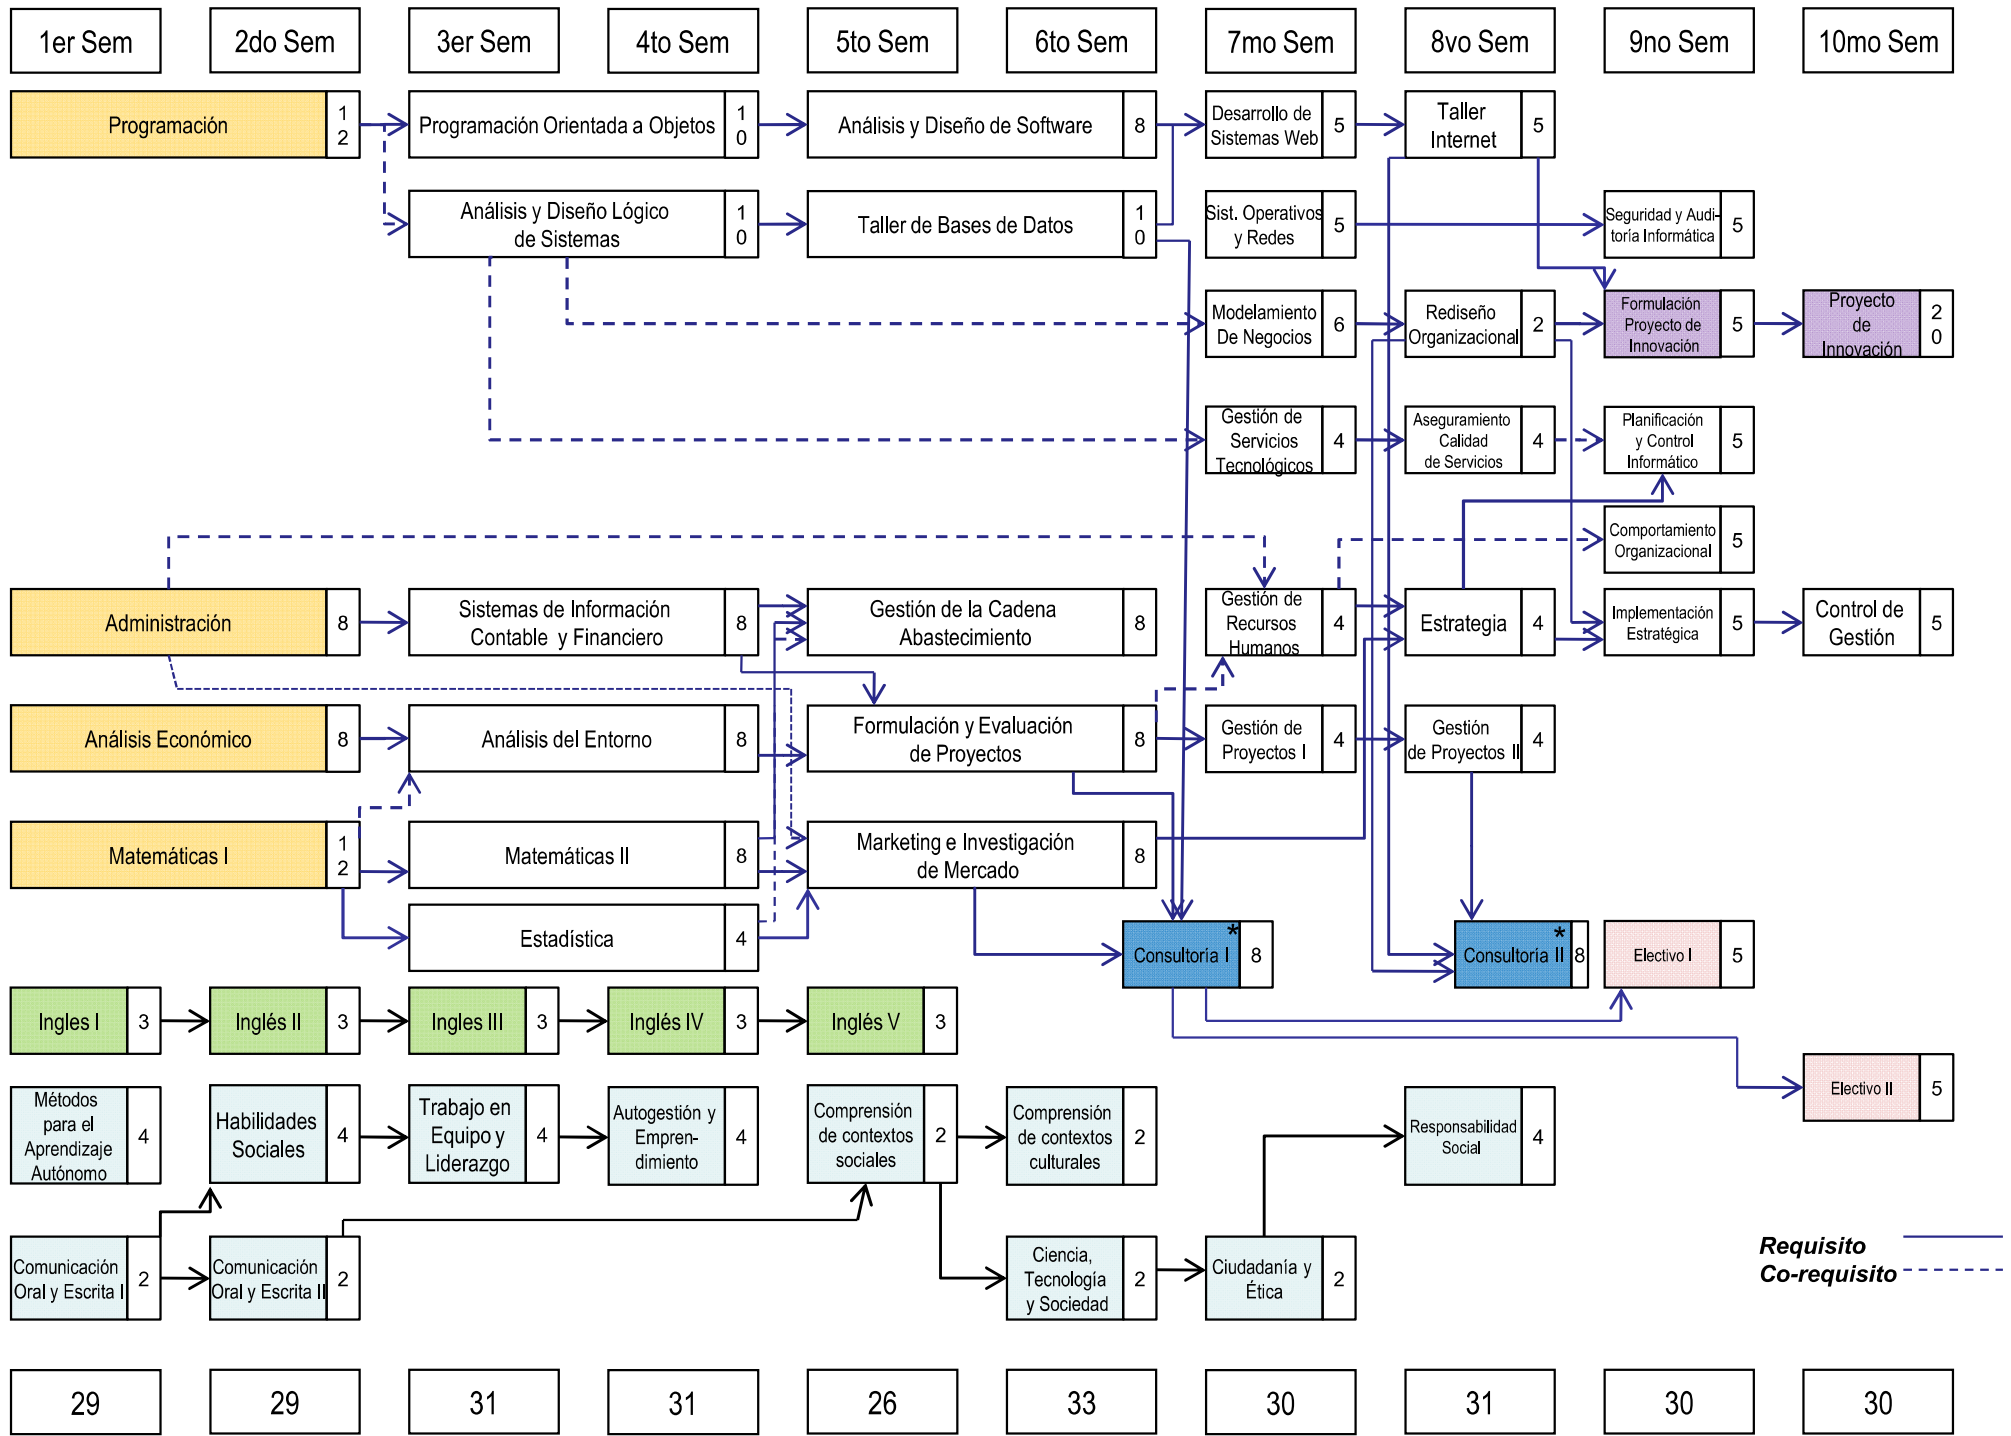 1er Sem
2do Sem
3er Sem
4to Sem
5to Sem
6to Sem
7mo Sem
8vo Sem
9no Sem
10mo Sem
Programación
1
2
Programación Orientada a Objetos
1
0
Análisis y Diseño de Software
8
Desarrollo de
Sistemas Web
5
Taller
Internet
5
Análisis y Diseño Lógico
de Sistemas
1
0
Taller de Bases de Datos
1
0
Sist. Operativos
y Redes
5
Seguridad y Audi-
toría Informática
5
Modelamiento
De Negocios
6
Rediseño
Organizacional
2
Formulación
Proyecto de
Innovación
5
Proyecto
de
Innovación
2
0
Gestión de
Servicios
Tecnológicos
4
Aseguramiento
Calidad
de Servicios
4
Planificación
y Control
Informático
5
Comportamiento
Organizacional
5
Administración
8
Sistemas de Información
Contable y Financiero
8
Gestión de la Cadena
Abastecimiento
8
Gestión de
Recursos
Humanos
4
Estrategia
4
Implementación
Estratégica
5
Control de
Gestión
5
Análisis Económico
8
Análisis del Entorno
8
Formulación y Evaluación
de Proyectos
8
Gestión de
Proyectos I
4
Gestión
de Proyectos II
4
Matemáticas I
1
2
Matemáticas II
8
Marketing e Investigación
de Mercado
8
Estadística
4
Consultoría I
*
8
Consultoría II
*
8
Electivo I
5
Ingles I
3
Inglés II
3
Ingles III
3
Inglés IV
3
Inglés V
3
Electivo II
5
Métodos
para el
Aprendizaje
Autónomo
4
Habilidades
Sociales
4
Trabajo en
Equipo y
Liderazgo
4
Autogestión y
Empren-
dimiento
4
Comprensión
de contextos
sociales
2
Comprensión
de contextos
culturales
2
Responsabilidad
Social
4
Comunicación
Oral y Escrita I
2
Comunicación
Oral y Escrita II
2
Ciencia,
Tecnología
y Sociedad
2
Ciudadanía y
Ética
2
Requisito
Co-requisito
29
29
31
31
26
33
30
31
30
30